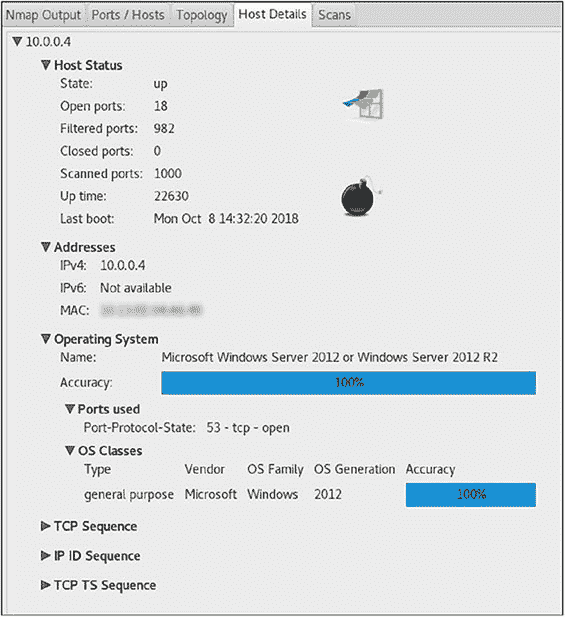 Nmap Output Ports / Hosts Topology Host Details Scans
10.0.0.4
Host Status
State: up
Open ports: 18
Filtered ports: 982
Closed ports: 0
Scanned ports: 1000
Up time: 22630
Last boot: Mon Oct 8 14:32:20 2018
Addresses
IPv4: 10.0.0.4
IPv6: Not available
MAC:
Operating System
Name: Microsoft Windows Server 2012 or Windows Server 2012 R2
Accuracy: 100%
Ports used
Port-Protocol-State: 53 - tcp - open
OS Classes
Type Vendor OS Family OS Generation Accuracy
general purpose Microsoft Windows 2012 100%
TCP Sequence
IP ID Sequence
TCP TS Sequence